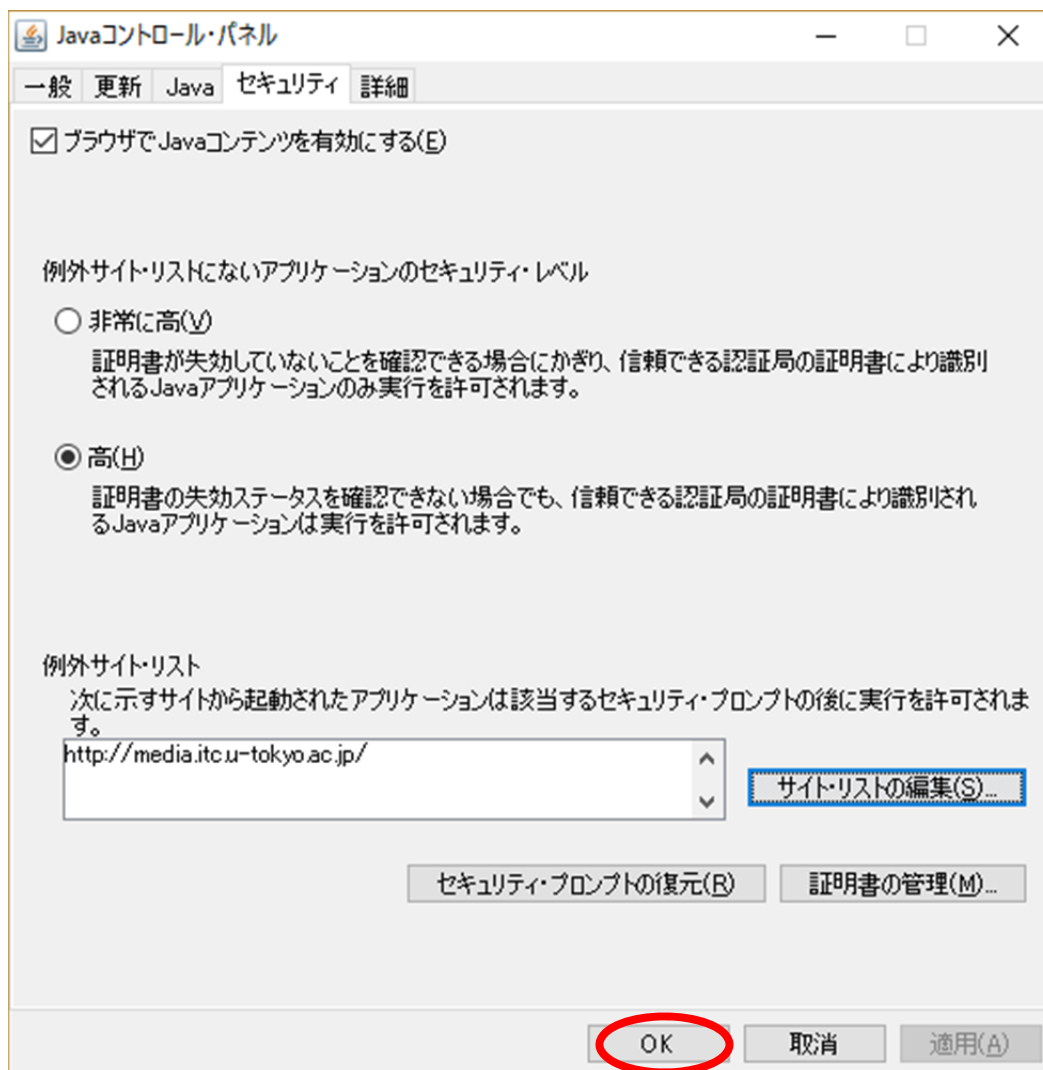 Javaコントロール・パネル
一般 更新 Java セキュリティ 詳細
ブラウザでJavaコンテンツを有効にする(E)
例外サイト・リストにないアプリケーションのセキュリティ・レベル
非常に高(V)
証明書が失効していないことを確認できる場合にかぎり、信頼できる認証局の証明書により識別
されるJavaアプリケーションのみ実行を許可されます。
高(H)
証明書の失効ステータスを確認できない場合でも、信頼できる認証局の証明書により識別され
るJavaアプリケーションは実行を許可されます。
例外サイト・リスト
次に示すサイトから起動されたアプリケーションは該当するセキュリティ・プロンプトの後に実行を許可されま
す。
http://media.itc.u-tokyo.ac.jp/
サイト・リストの編集(S)...
セキュリティ・プロンプトの復元(R) 証明書の管理(M)...
OK 取消 適用(A)